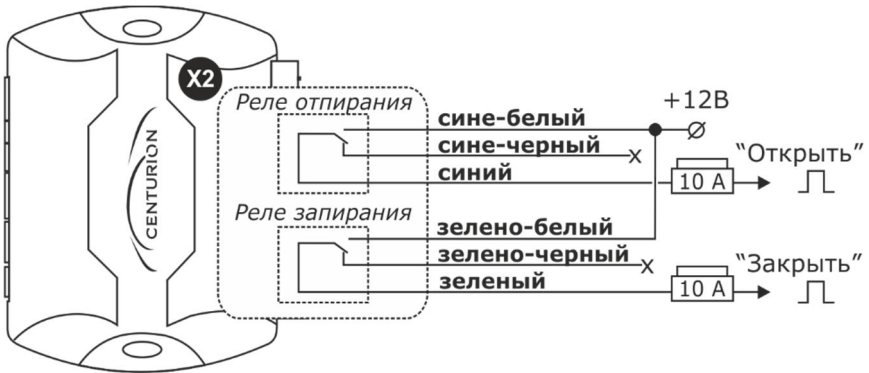 X2
CENTURION
Реле отпирания
сине-белый
сине-черный
x
синий
+12В
10 А
“Открыть”
Реле запирания
зелено-белый
зелено-черный
x
зеленый
10 А
“Закрыть”